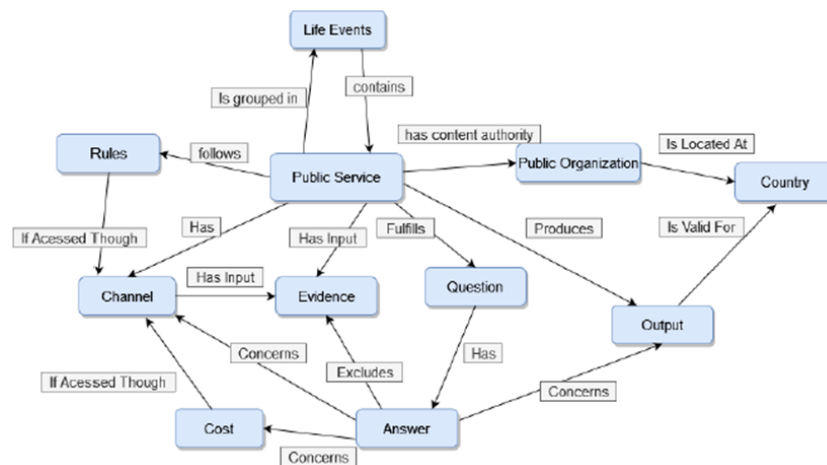 Life Events
Is grouped in
contains
has content authority
Rules
follows
Public Service
Public Organization
Is Located At
Country
If Acessed Though
Has
Has Input
Fulfills
Produces
Is Valid For
Channel
Has Input
Evidence
Question
Output
Concerns
Has
If Acessed Though
Excludes
Concerns
Cost
Answer
Concerns